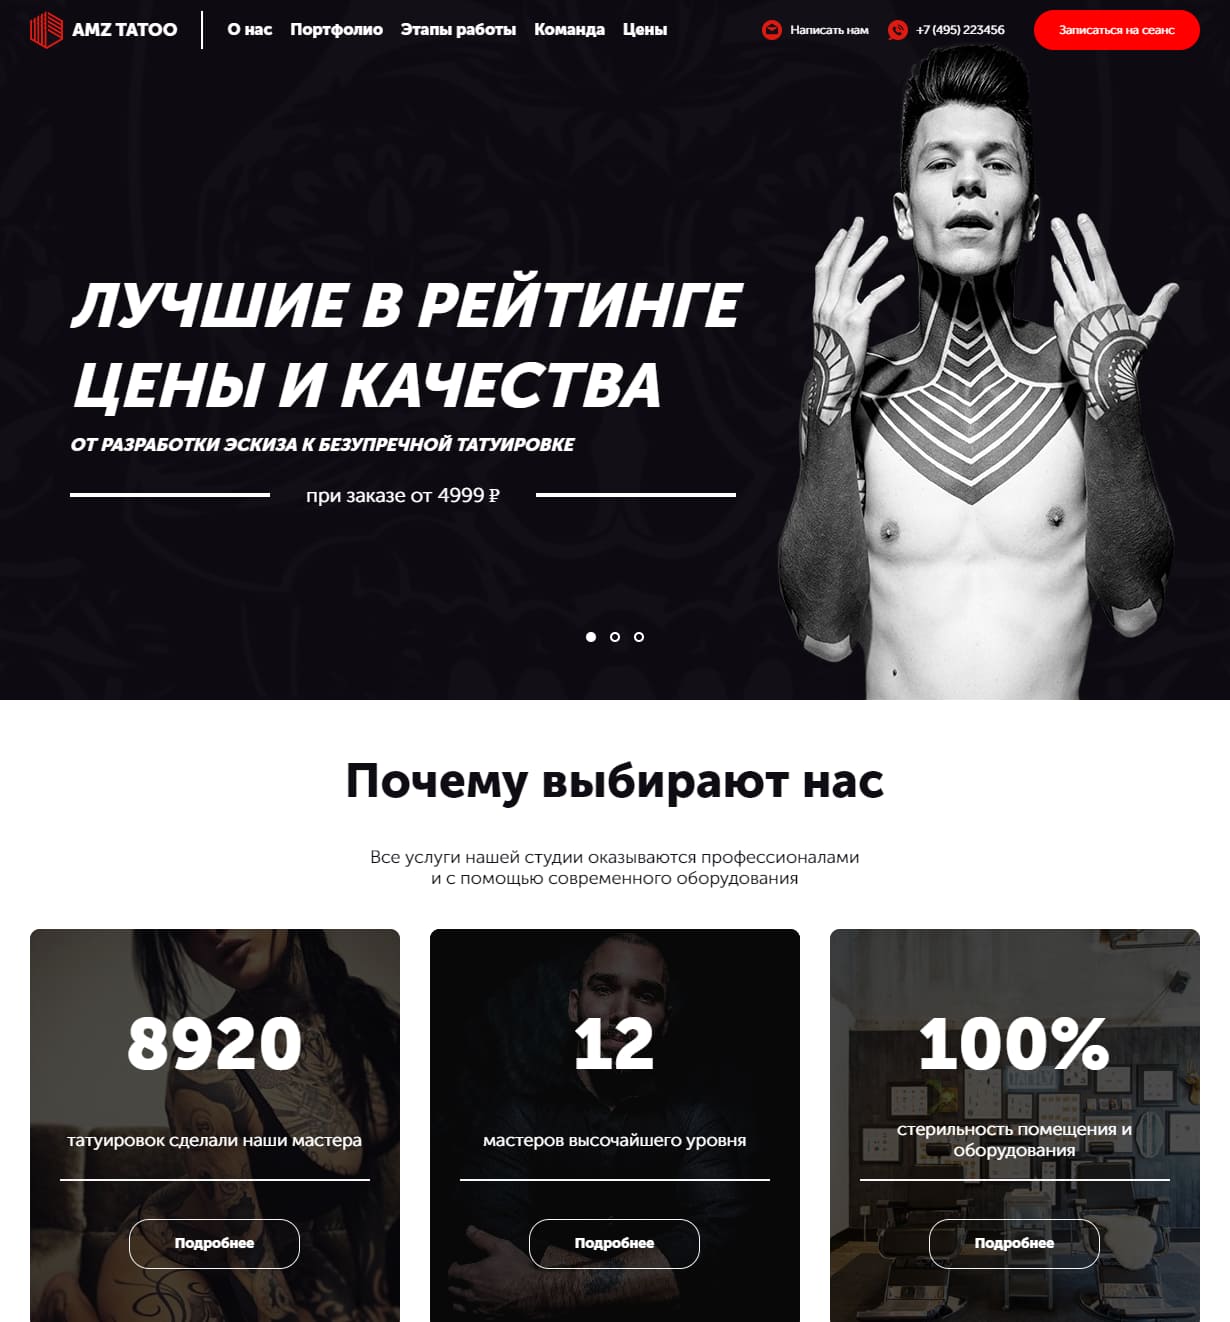 AMZ TATOO
О нас
Портфолио
Этапы работы
Команда
Цены
Написать нам
+7 (495) 223456
Записаться на сеанс
ЛУЧШИЕ В РЕЙТИНГЕ
ЦЕНЫ И КАЧЕСТВА
ОТ РАЗРАБОТКИ ЭСКИЗА К БЕЗУПРЕЧНОЙ ТАТУИРОВКЕ
при заказе от 4999 ₽
Почему выбирают нас
Все услуги нашей студии оказываются профессионалами
и с помощью современного оборудования
8920
татуировок сделали наши мастера
Подробнее
12
мастеров высочайшего уровня
Подробнее
100%
стерильность помещения и
оборудования
Подробнее